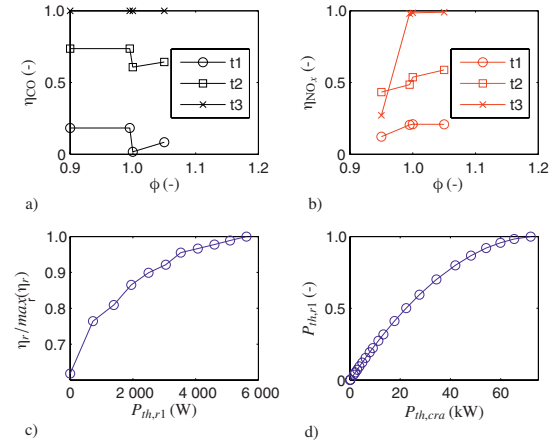 1.0
0.5
0
0.9 1.0 1.1 1.2
η_CO (-)
ϕ (-)
t1
t2
t3
a)
1.0
0.5
0
0.9 1.0 1.1 1.2
η_NOx (-)
ϕ (-)
t1
t2
t3
b)
1.0
0.9
0.8
0.7
0 2 000 4 000 6 000
η_r / max_r(η_r)
P_th,r1 (W)
c)
1.0
0.5
0
0 20 40 60
P_th,r1 (-)
P_th,cra (kW)
d)